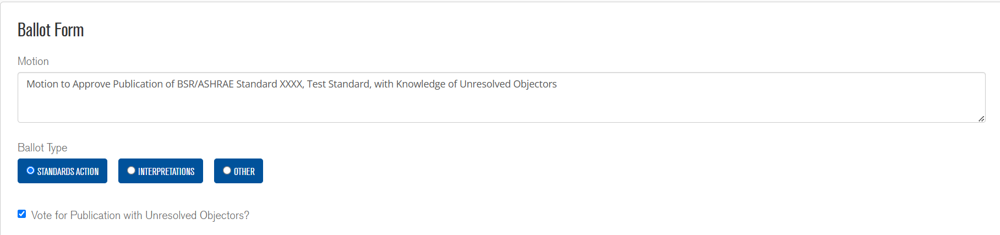 Ballot Form
Motion
Motion to Approve Publication of BSR/ASHRAE Standard XXXX, Test Standard, with Knowledge of Unresolved Objectors
Ballot Type
STANDARDS ACTION INTERPRETATIONS OTHER
Vote for Publication with Unresolved Objectors?